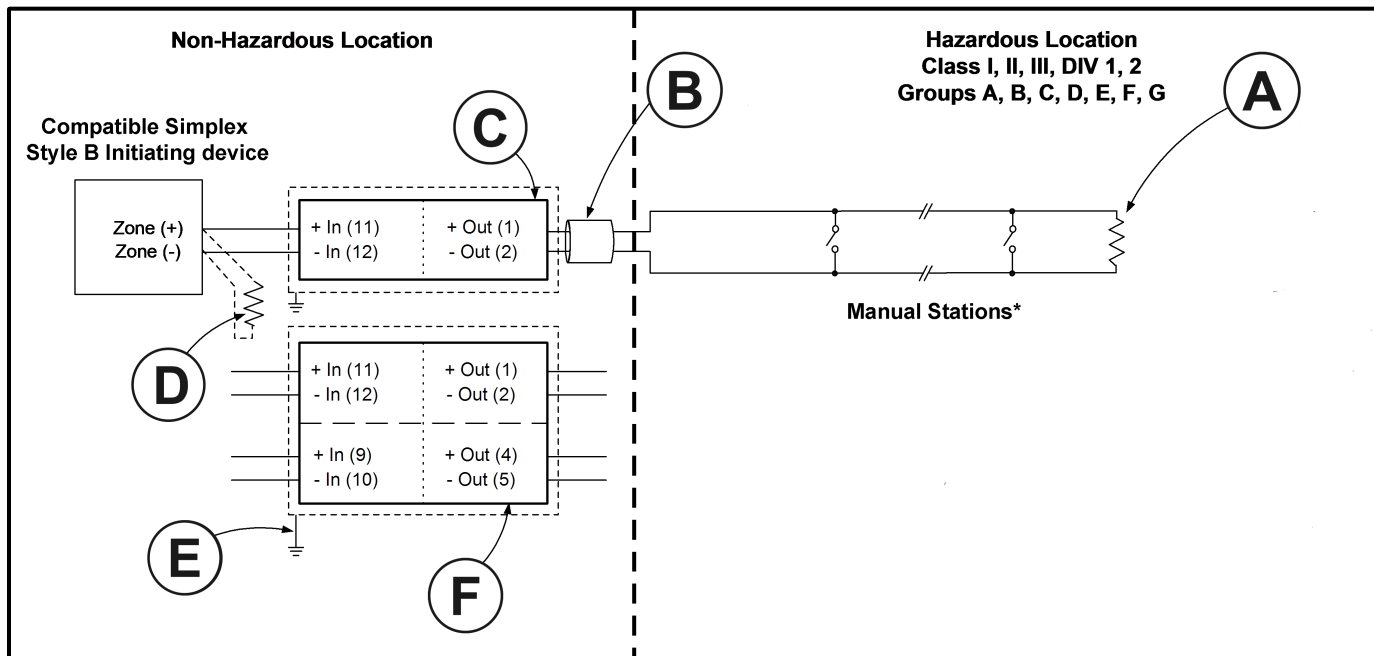 Non-Hazardous Location
Hazardous Location
Class I, II, III, DIV 1, 2
Groups A, B, C, D, E, F, G
B
A
C
Compatible Simplex
Style B Initiating device
Zone (+)
Zone (-)
+ In (11)
- In (12)
+ Out (1)
- Out (2)
Manual Stations*
D
+ In (11)
- In (12)
+ Out (1)
- Out (2)
+ In (9)
- In (10)
+ Out (4)
- Out (5)
E
F